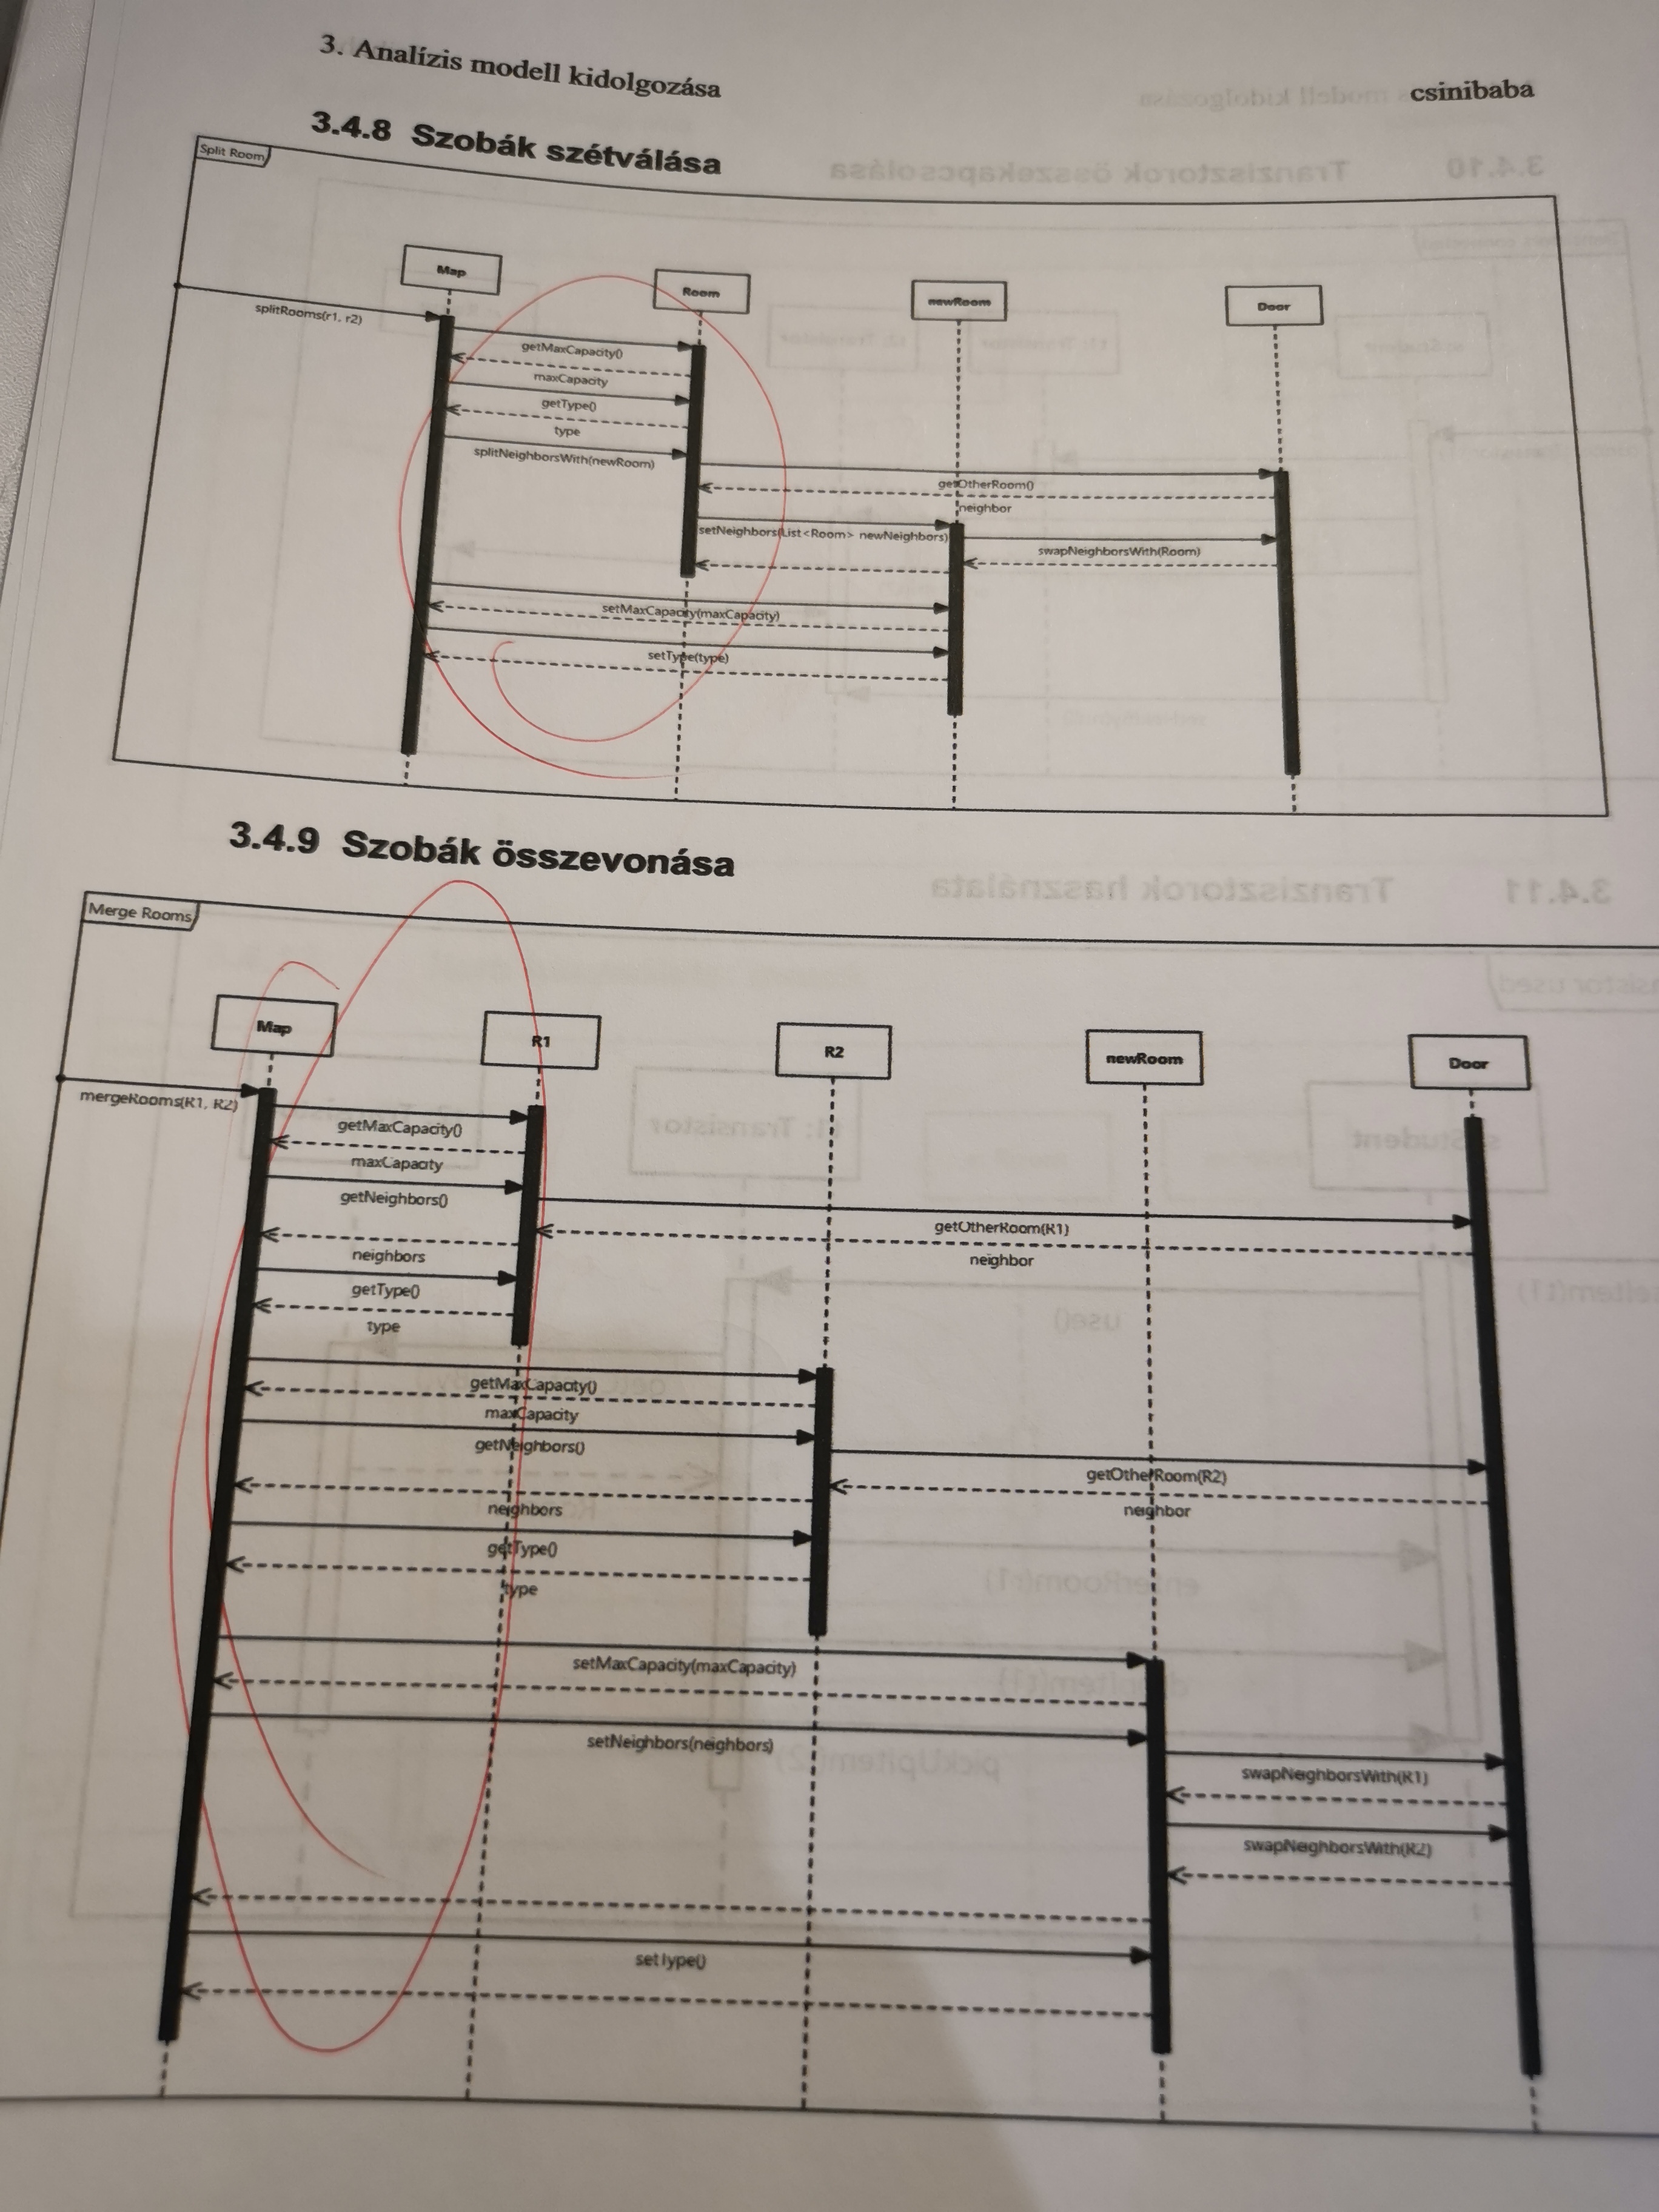 3. Analízis modell kidolgozása
csinibaba
3.4.8 Szobák szétválása
Split Room
Map
Room
newRoom
Door
splitRooms(r1, r2)
getMaxCapacity()
maxCapacity
getType()
type
splitNeighborsWith(newRoom)
getOtherRoom()
neighbor
setNeighbors(List<Room> newNeighbors)
swapNeighborsWith(Room)
setMaxCapacity(maxCapacity)
setType(type)
3.4.9 Szobák összevonása
Merge Rooms
Map
R1
R2
newRoom
Door
mergeRooms(R1, R2)
getMaxCapacity()
maxCapacity
getNeighbors()
getOtherRoom(R1)
neighbors
neighbor
getType()
type
getMaxCapacity()
maxCapacity
getNeighbors()
getOtherRoom(R2)
neighbors
neighbor
getType()
type
setMaxCapacity(maxCapacity)
setNeighbors(neighbors)
swapNeighborsWith(R1)
swapNeighborsWith(R2)
setType()